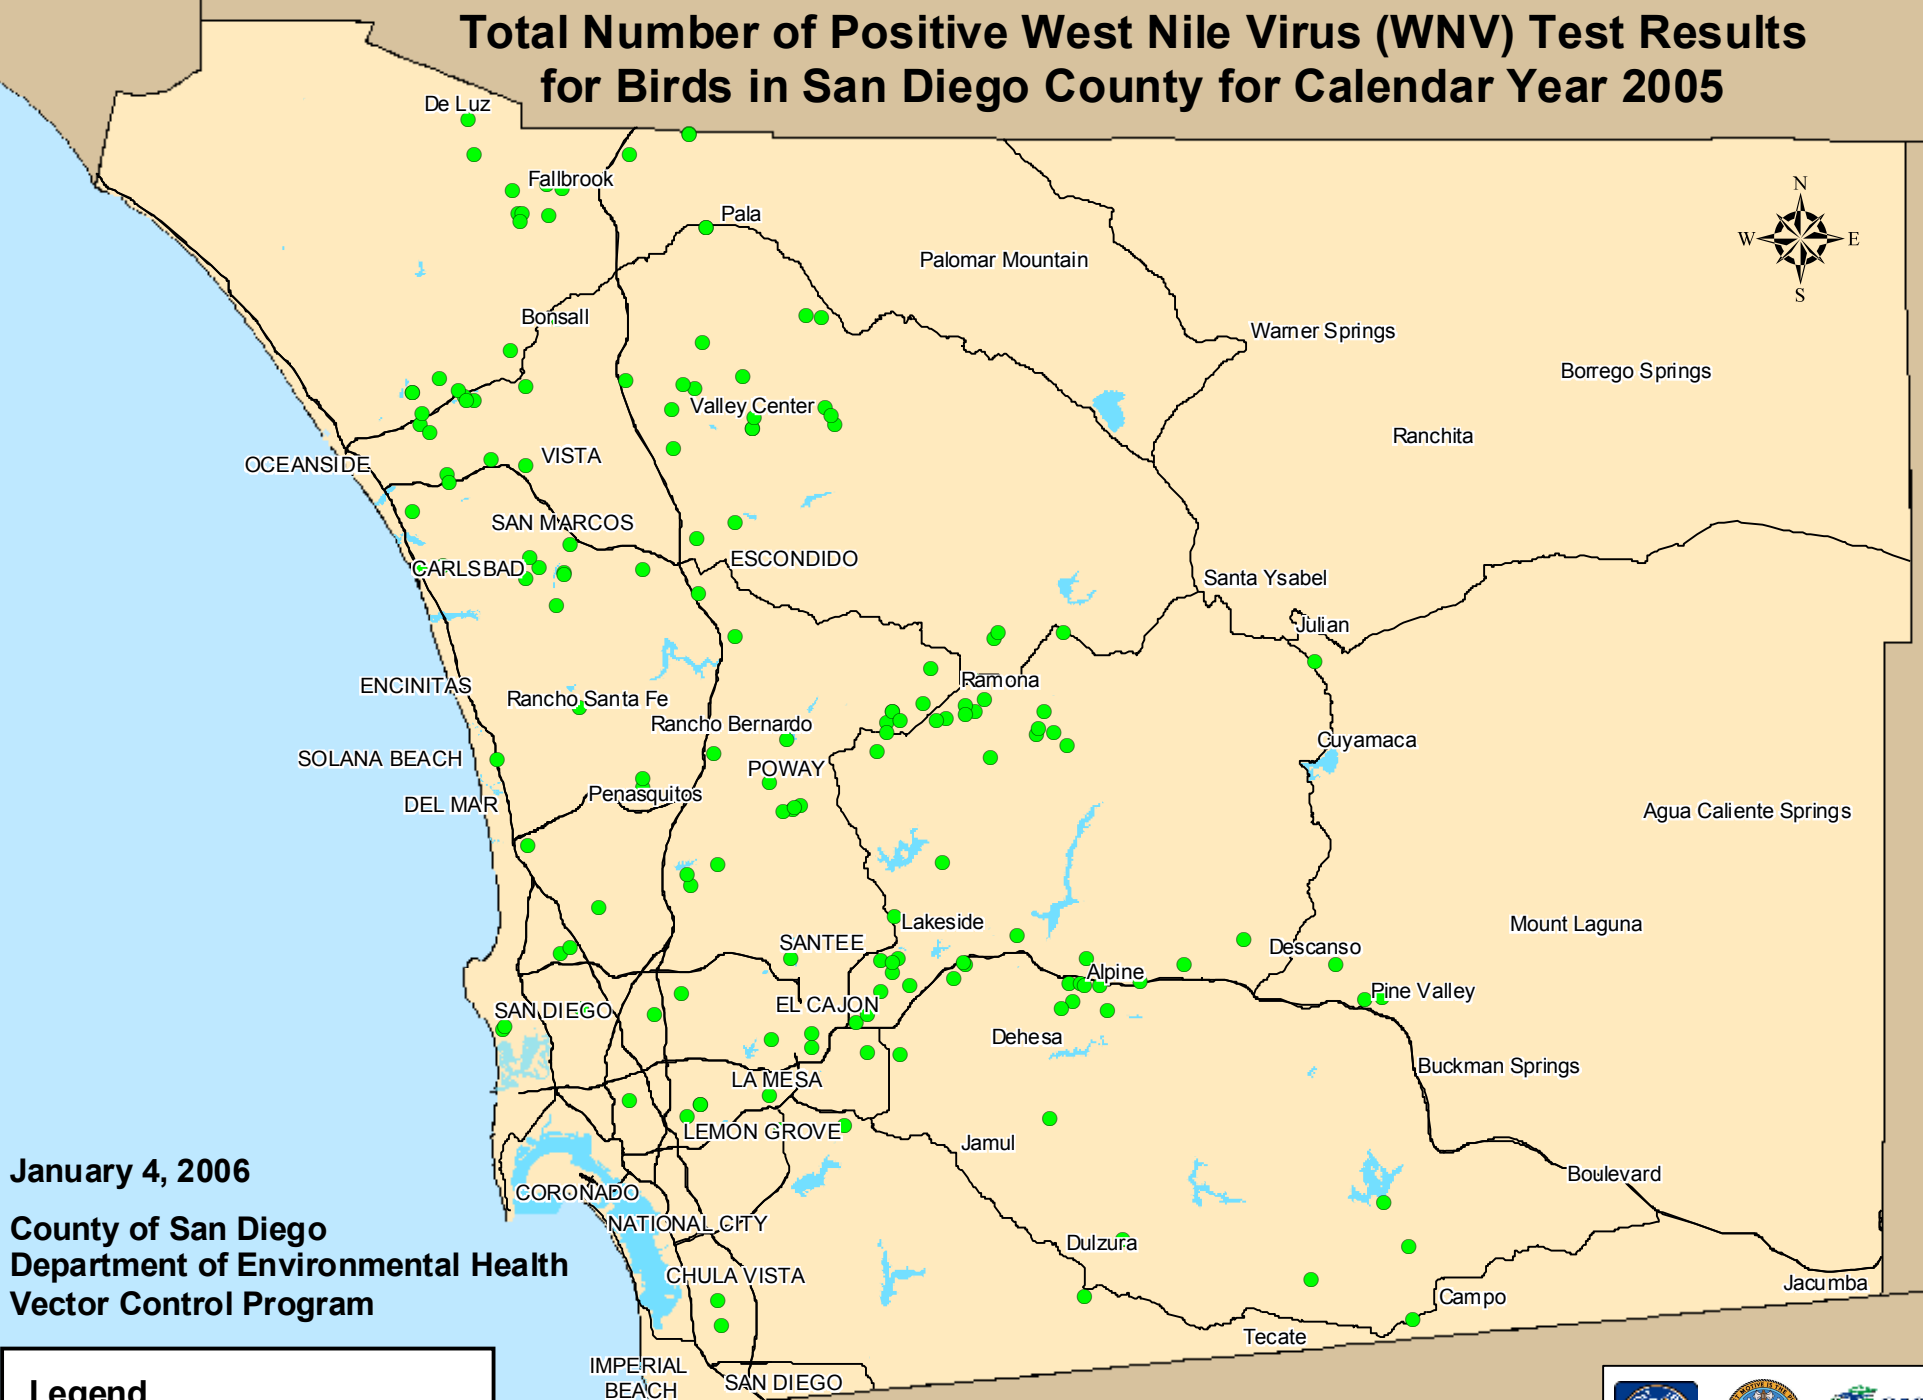 Total Number of Positive West Nile Virus (WNV) Test Results
for Birds in San Diego County for Calendar Year 2005
De Luz
Fallbrook
Pala
Palomar Mountain
N
W
E
S
Bonsall
Warner Springs
Borrego Springs
Valley Center
Ranchita
OCEANSIDE
VISTA
SAN MARCOS
ESCONDIDO
CARLSBAD
Santa Ysabel
Julian
ENCINITAS
Rancho Santa Fe
Ramona
Rancho Bernardo
Cuyamaca
SOLANA BEACH
POWAY
DEL MAR
Penasquitos
Agua Caliente Springs
Lakeside
Mount Laguna
SANTEE
Descanso
Alpine
Pine Valley
SAN DIEGO
EL CAJON
Dehesa
Buckman Springs
LA MESA
LEMON GROVE
Jamul
Boulevard
January 4, 2006
CORONADO
NATIONAL CITY
County of San Diego
Department of Environmental Health
Vector Control Program
Dulzura
CHULA VISTA
Jacumba
Campo
Tecate
IMPERIAL
BEACH
SAN DIEGO
Legend